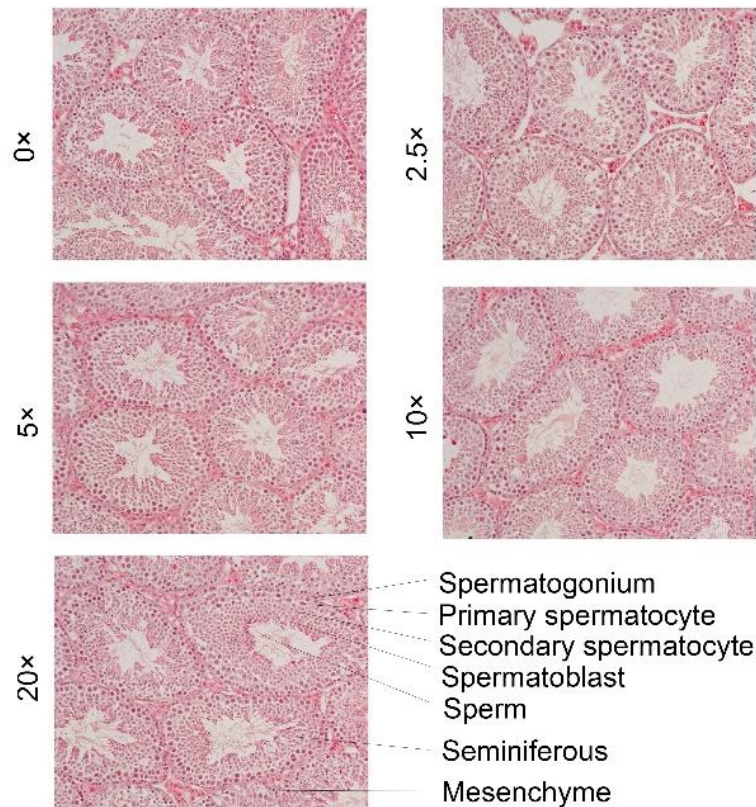 0×
2.5×
5×
10×
20×
Spermatogonium
Primary spermatocyte
Secondary spermatocyte
Spermatoblast
Sperm
Seminiferous
Mesenchyme